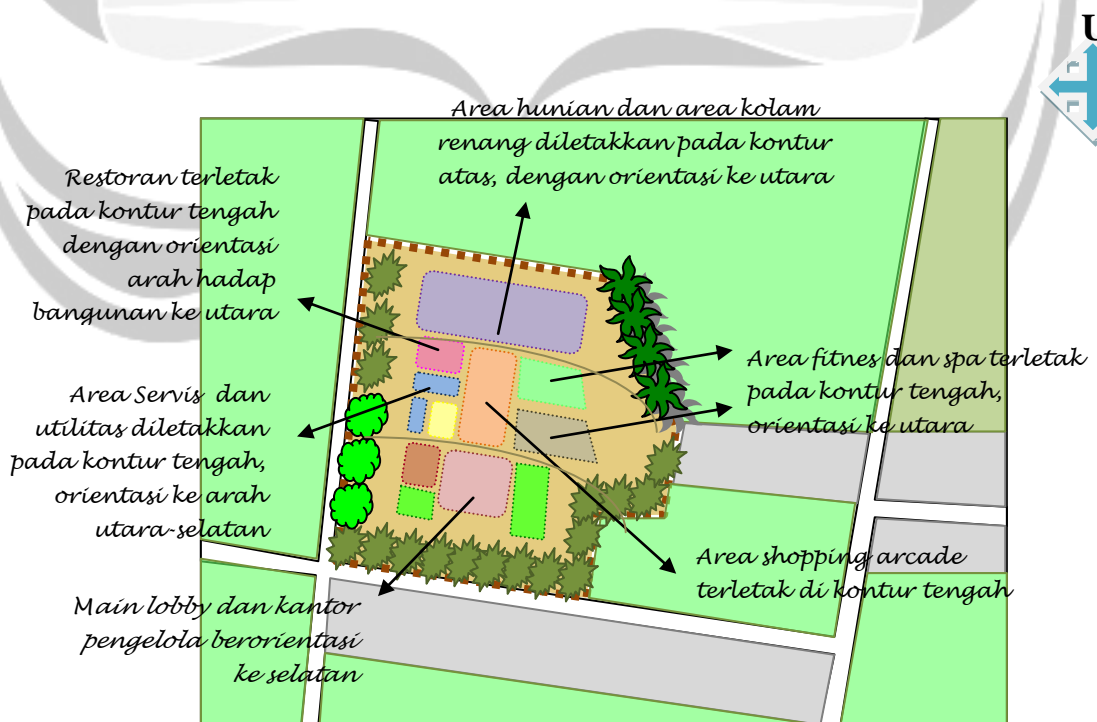 U
Area hunian dan area kolam
renang diletakkan pada kontur
atas, dengan orientasi ke utara
Restoran terletak
pada kontur tengah
dengan orientasi
arah hadap
bangunan ke utara
Area fitnes dan spa terletak
pada kontur tengah,
orientasi ke utara
Area Servis dan
utilitas diletakkan
pada kontur tengah,
orientasi ke arah
utara-selatan
Area shopping arcade
terletak di kontur tengah
Main lobby dan kantor
pengelola berorientasi
ke selatan